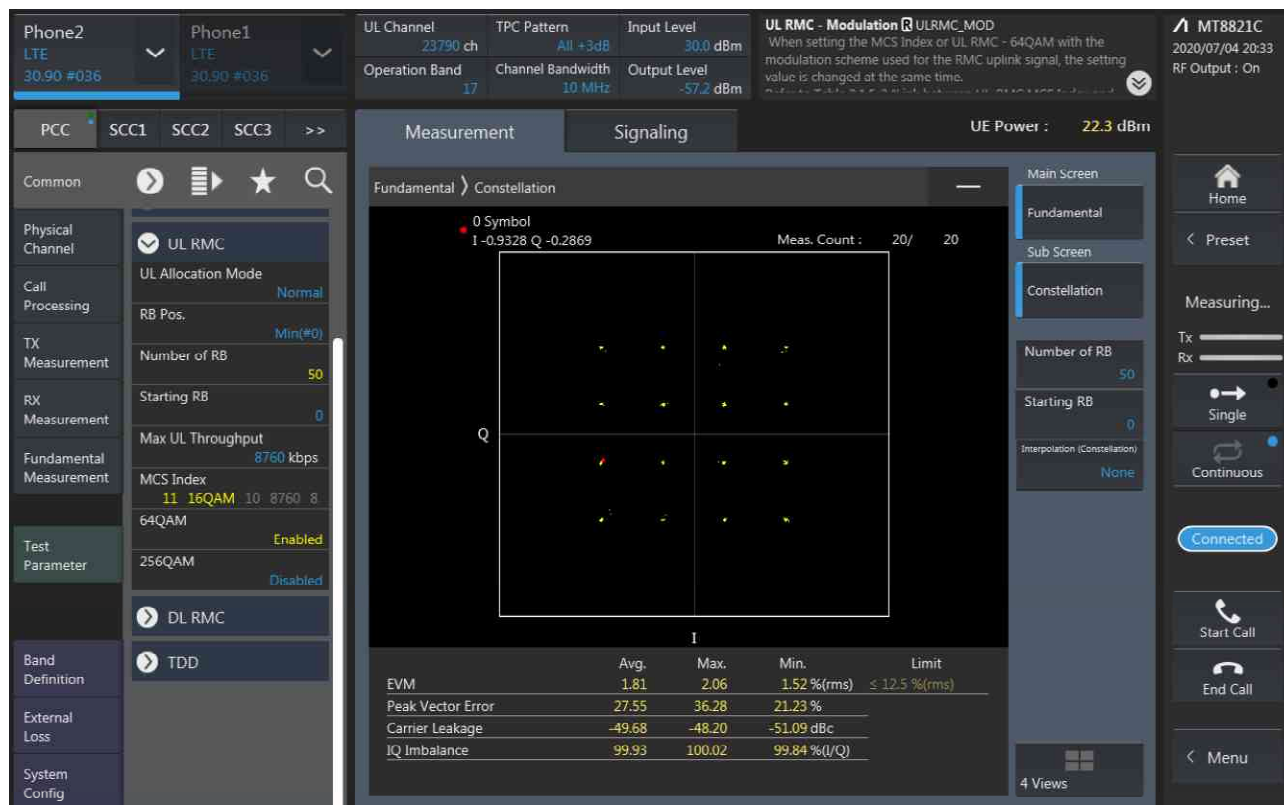 Phone2
LTE
30.90 #036
Phone1
LTE
30.90 #036
UL Channel
23790 ch
Operation Band
17
TPC Pattern
All +3dB
Channel Bandwidth
10 MHz
Input Level
30.0 dBm
Output Level
-57.2 dBm
UL RMC - Modulation R ULRMC_MOD
When setting the MCS Index or UL RMC - 64QAM with the
modulation scheme used for the RMC uplink signal, the setting
value is changed at the same time.
MT8821C
2020/07/04 20:33
RF Output : On
PCC SCC1 SCC2 SCC3 >>
Measurement
Signaling
UE Power : 22.3 dBm
Common
Physical
Channel
Call
Processing
TX
Measurement
RX
Measurement
Fundamental
Measurement
Test
Parameter
Band
Definition
External
Loss
System
Config
UL RMC
UL Allocation Mode
Normal
RB Pos.
Min(#0)
Number of RB
50
Starting RB
0
Max UL Throughput
8760 kbps
MCS Index
11 16QAM 10 8760 8
64QAM
Enabled
256QAM
Disabled
DL RMC
TDD
Fundamental Constellation
0 Symbol
I -0.9328 Q -0.2869
Meas. Count : 20/ 20
Q
I
Avg. Max. Min. Limit
EVM 1.81 2.06 1.52 %(rms) ≤ 12.5 %(rms)
Peak Vector Error 27.55 36.28 21.23 %
Carrier Leakage -49.68 -48.20 -51.09 dBc
IQ Imbalance 99.93 100.02 99.84 %(I/Q)
Main Screen
Fundamental
Sub Screen
Constellation
Number of RB
50
Starting RB
0
Interpolation (Constellation)
None
4 Views
Home
< Preset
Measuring...
Tx
Rx
Single
Continuous
Connected
Start Call
End Call
< Menu